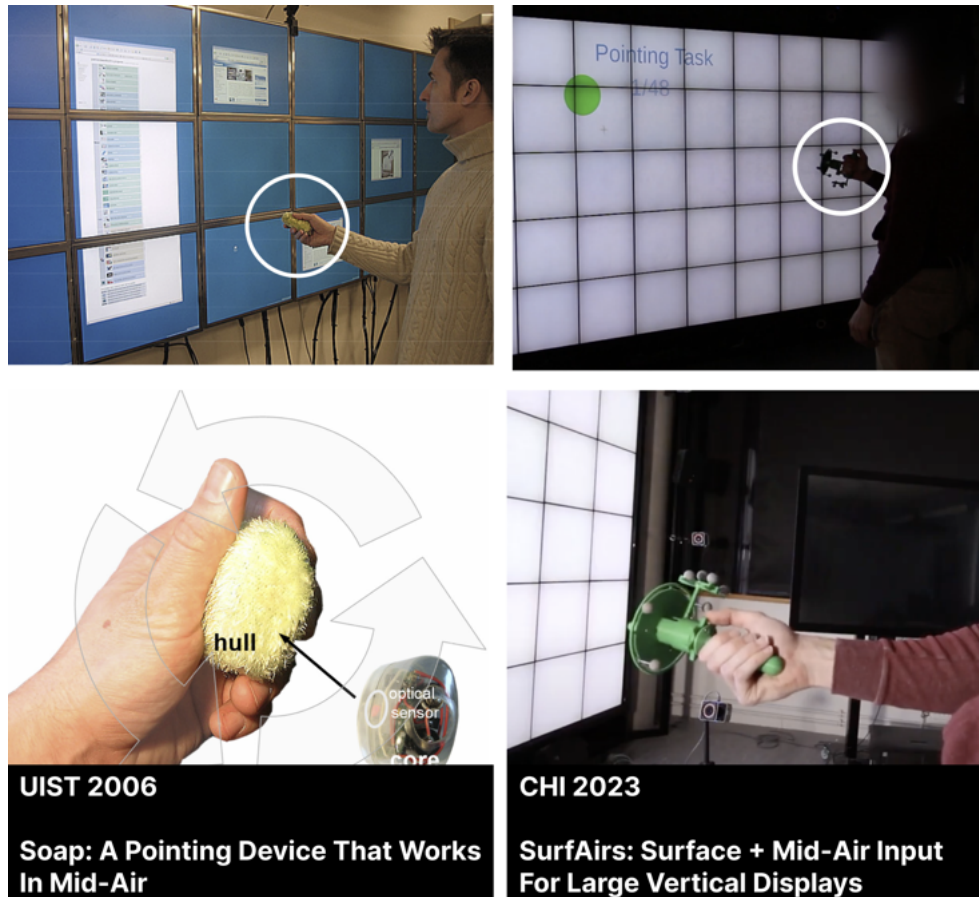 Pointing Task
1/48
hull
optical
sensor
core
UIST 2006
Soap: A Pointing Device That Works
In Mid-Air
CHI 2023
SurfAirs: Surface + Mid-Air Input
For Large Vertical Displays